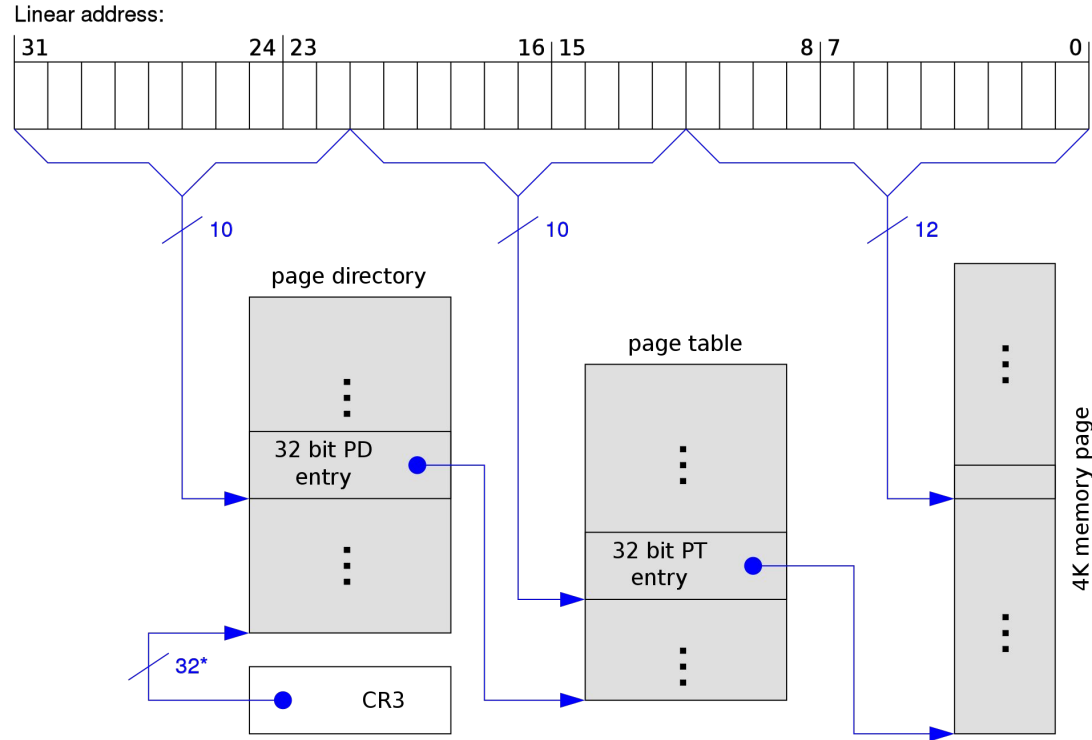 Linear address:
31 24 23 16 15 8 7 0
10 10 12
page directory
page table
32 bit PD
entry
32 bit PT
entry
4K memory page
32*
CR3